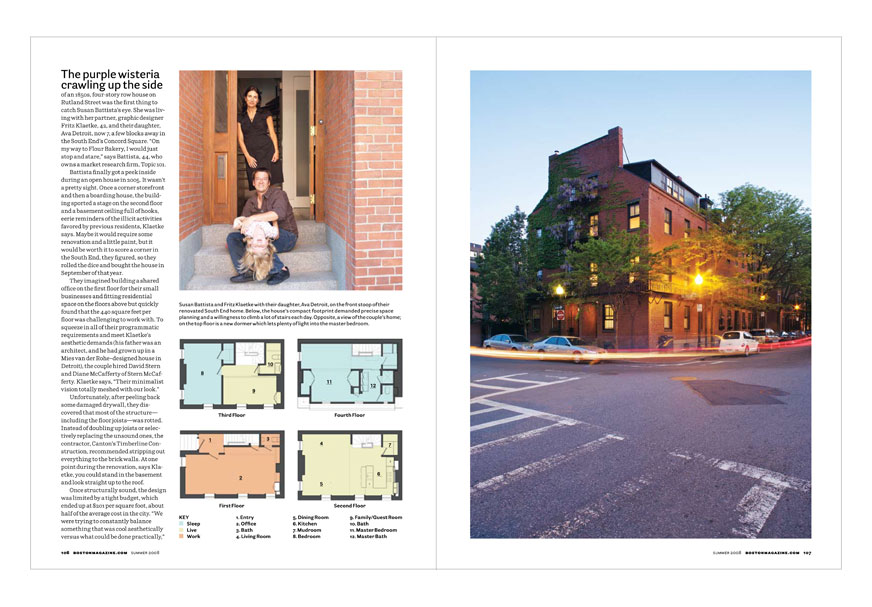 The purple wisteria
crawling up the side
of an 1850s, four-story row house on
Rutland Street was the first thing to
catch Susan Battista's eye. She was liv-
ing with her partner, graphic designer
Fritz Klaetke, 42, and their daughter,
Ava Detroit, now 7, a few blocks away in
the South End's Concord Square. "On
my way to Flour Bakery, I would just
stop and stare," says Battista, 44, who
owns a market research firm, Topic 101.
Battista finally got a peek inside
during an open house in 2005. It wasn't
a pretty sight. Once a corner storefront
and then a boarding house, the build-
ing sported a stage on the second floor
and a basement ceiling full of hooks,
eerie reminders of the illicit activities
favored by previous residents, Klaetke
says. Maybe it would require some
renovation and a little paint, but it
would be worth it to score a corner in
the South End, they figured, so they
rolled the dice and bought the house in
September of that year.
They imagined building a shared
office on the first floor for their small
businesses and fitting residential
space on the floors above but quickly
found that the 440 square feet per
floor was challenging to work with. To
squeeze in all of their programmatic
requirements and meet Klaetke's
aesthetic demands (his father was an
architect, and he had grown up in a
Mies van der Rohe–designed house in
Detroit), the couple hired David Stern
and Diane McCafferty of Stern McCaf-
ferty. Klaetke says, "Their minimalist
vision totally meshed with our look."
Unfortunately, after peeling back
some damaged drywall, they dis-
covered that most of the structure—
including the floor joists—was rotted.
Instead of doubling up joists or selec-
tively replacing the unsound ones, the
contractor, Canton's Timberline Con-
struction, recommended stripping out
everything to the brick walls. At one
point during the renovation, says Kla-
etke, you could stand in the basement
and look straight up to the roof.
Once structurally sound, the design
was limited by a tight budget, which
ended up at $120 per square foot, about
half of the average cost in the city. "We
were trying to constantly balance
something that was cool aesthetically
versus what could be done practically,"
Susan Battista and Fritz Klaetke with their daughter, Ava Detroit, on the front stoop of their
renovated South End home. Below, the house's compact footprint demanded precise space
planning and a willingness to climb a lot of stairs each day. Opposite, a view of the couple's home;
on the top floor is a new dormer which lets plenty of light into the master bedroom.
8
9
10
Third Floor
11
12
Fourth Floor
1
3
2
First Floor
4
5
6
7
Second Floor
KEY
Sleep
Live
Work
1. Entry
2. Office
3. Bath
4. Living Room
5. Dining Room
6. Kitchen
7. Mudroom
8. Bedroom
9. Family/Guest Room
10. Bath
11. Master Bedroom
12. Master Bath
106 BOSTONMAGAZINE.COM SUMMER 2008
SUMMER 2008 BOSTONMAGAZINE.COM 107